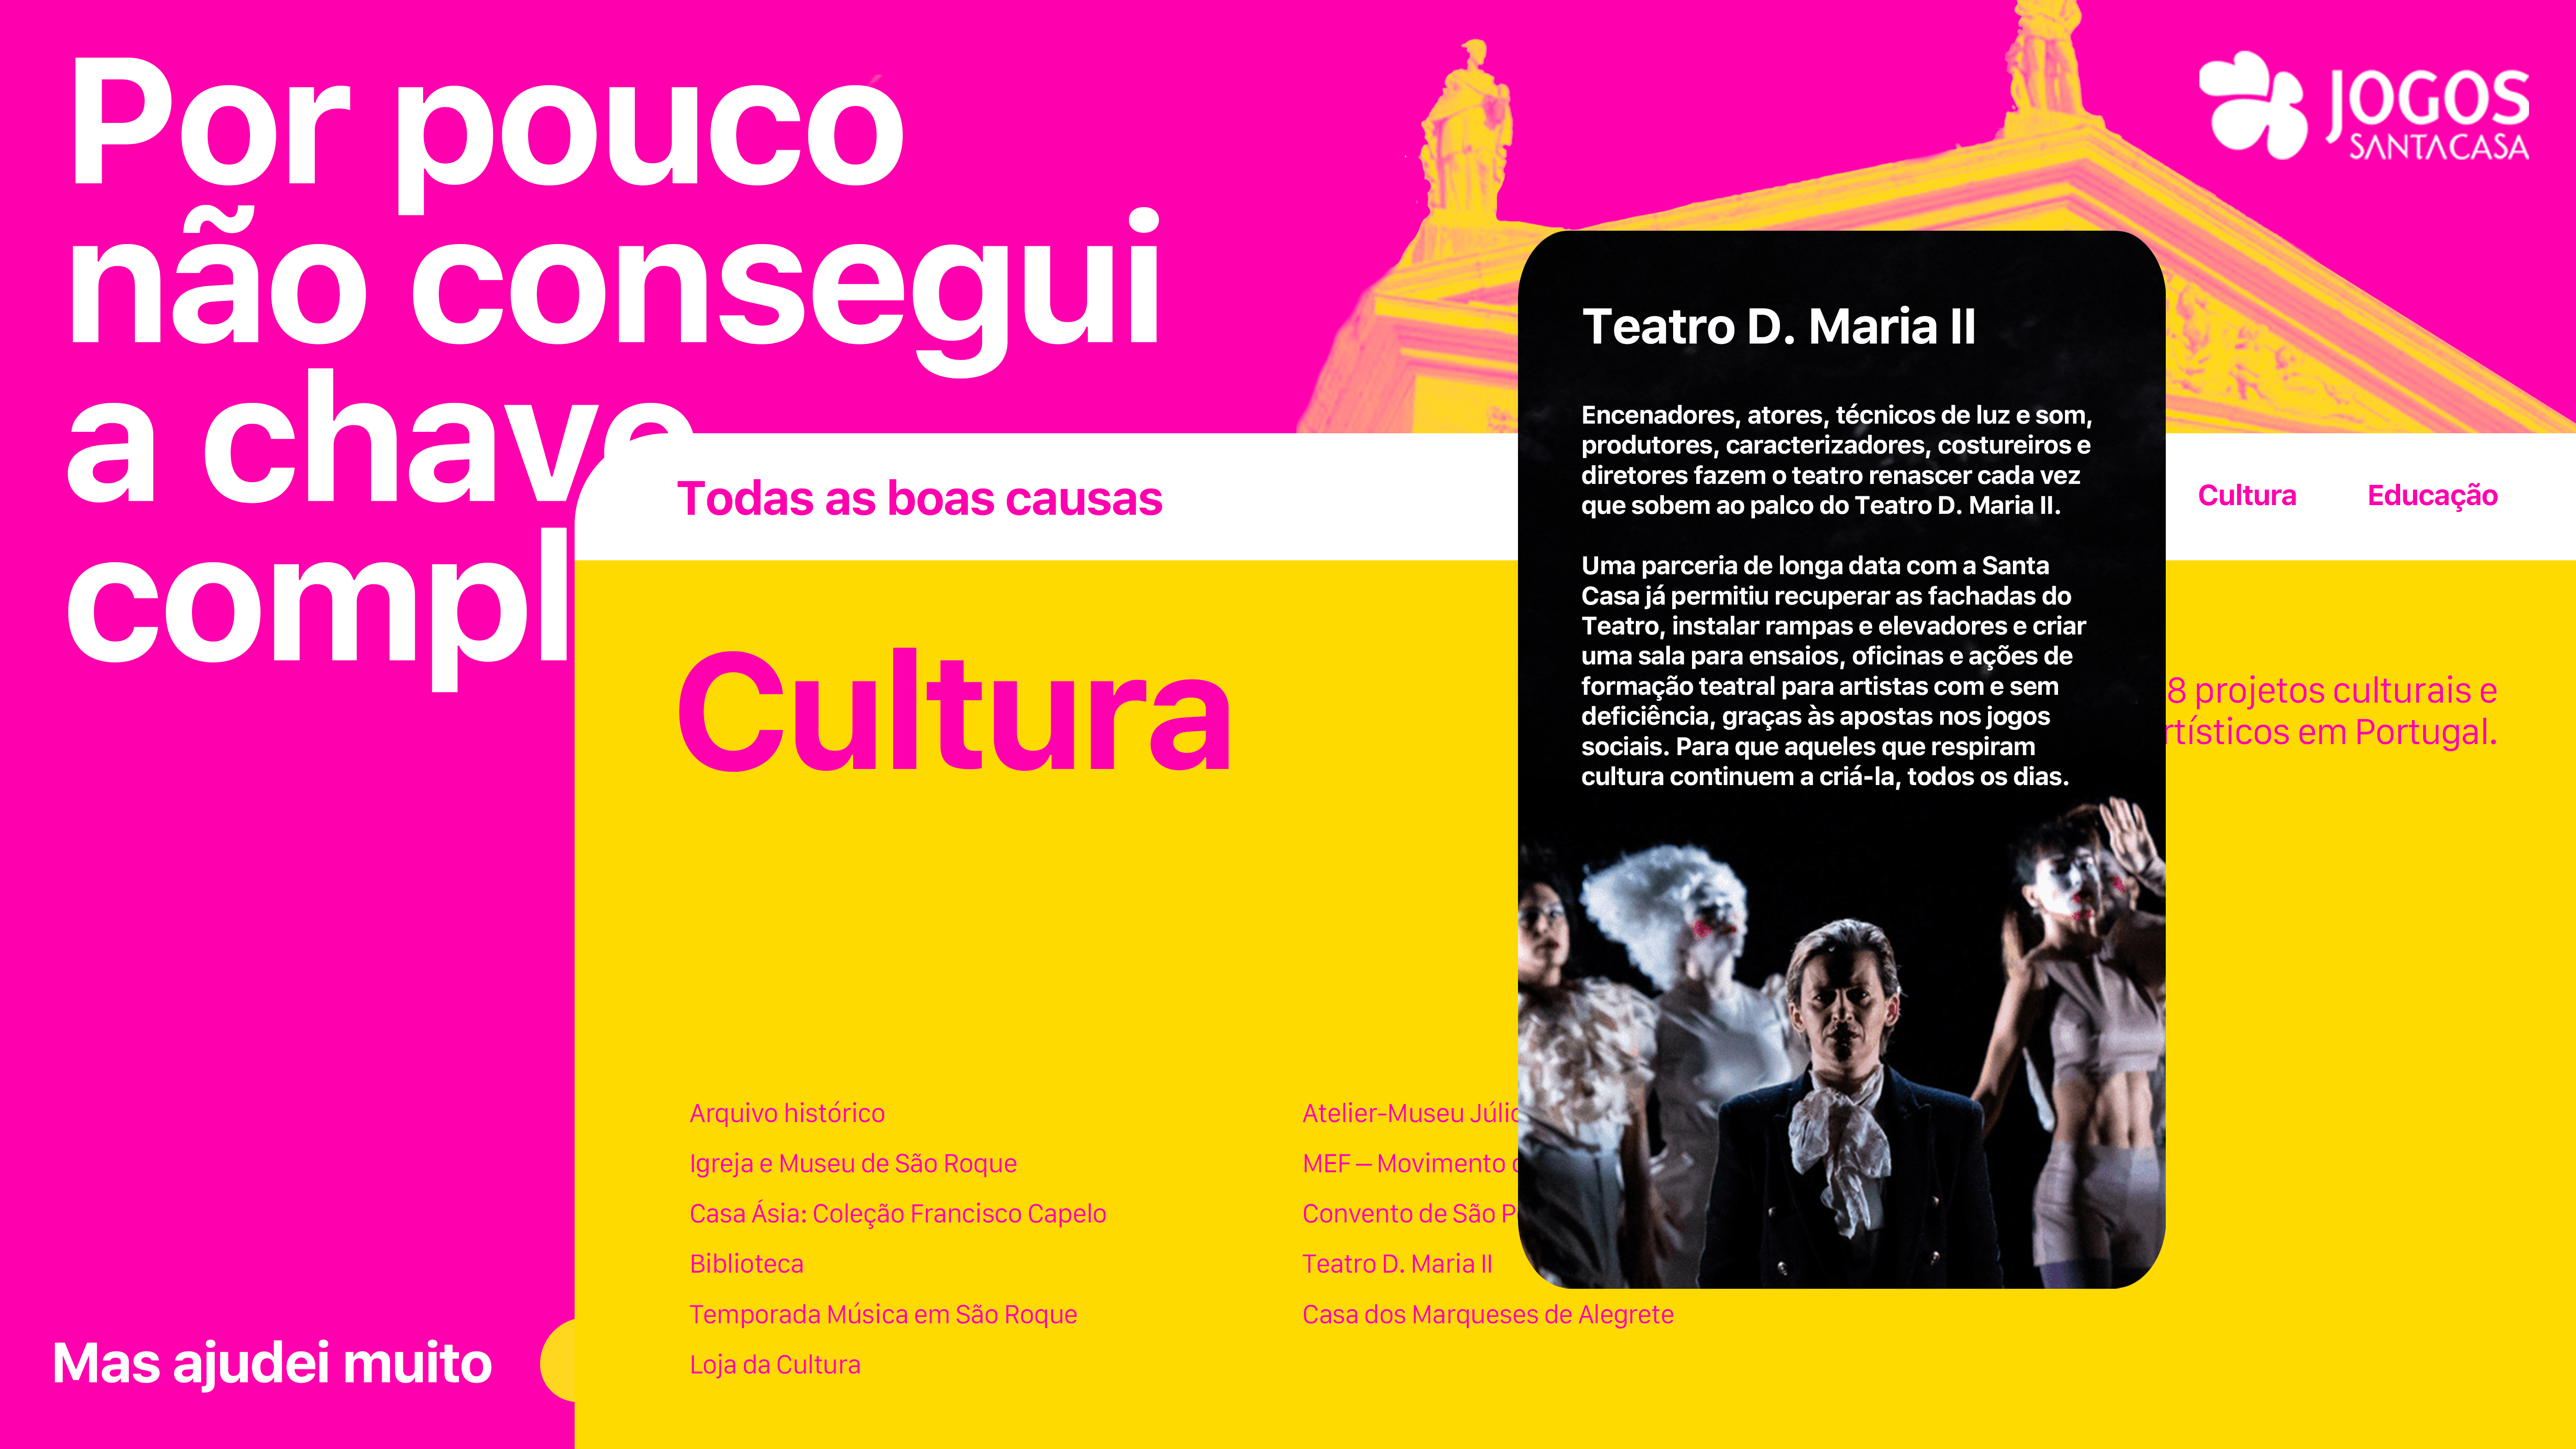 Por pouco
não consegui
a chave
compl
Mas ajudei muito
JOGOS
SANTA CASA
Todas as boas causas
Cultura
Educação
Cultura
8 projetos culturais e
rtísticos em Portugal.
Arquivo histórico
Igreja e Museu de São Roque
Casa Ásia: Coleção Francisco Capelo
Biblioteca
Temporada Música em São Roque
Loja da Cultura
Atelier-Museu Júlio
MEF – Movimento
Convento de São P
Teatro D. Maria II
Casa dos Marqueses de Alegrete
Teatro D. Maria II
Encenadores, atores, técnicos de luz e som,
produtores, caracterizadores, costureiros e
diretores fazem o teatro renascer cada vez
que sobem ao palco do Teatro D. Maria II.
Uma parceria de longa data com a Santa
Casa já permitiu recuperar as fachadas do
Teatro, instalar rampas e elevadores e criar
uma sala para ensaios, oficinas e ações de
formação teatral para artistas com e sem
deficiência, graças às apostas nos jogos
sociais. Para que aqueles que respiram
cultura continuem a criá-la, todos os dias.